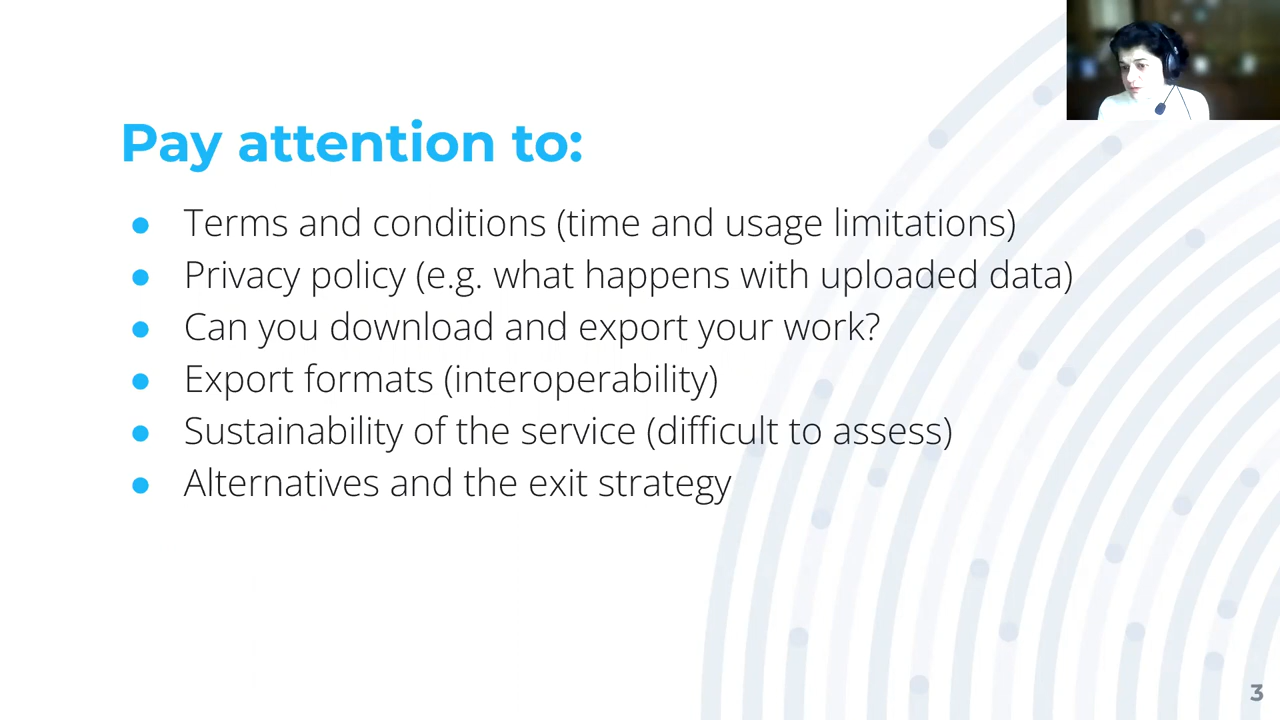 Pay attention to:
● Terms and conditions (time and usage limitations)
● Privacy policy (e.g. what happens with uploaded data)
● Can you download and export your work?
● Export formats (interoperability)
● Sustainability of the service (difficult to assess)
● Alternatives and the exit strategy
3